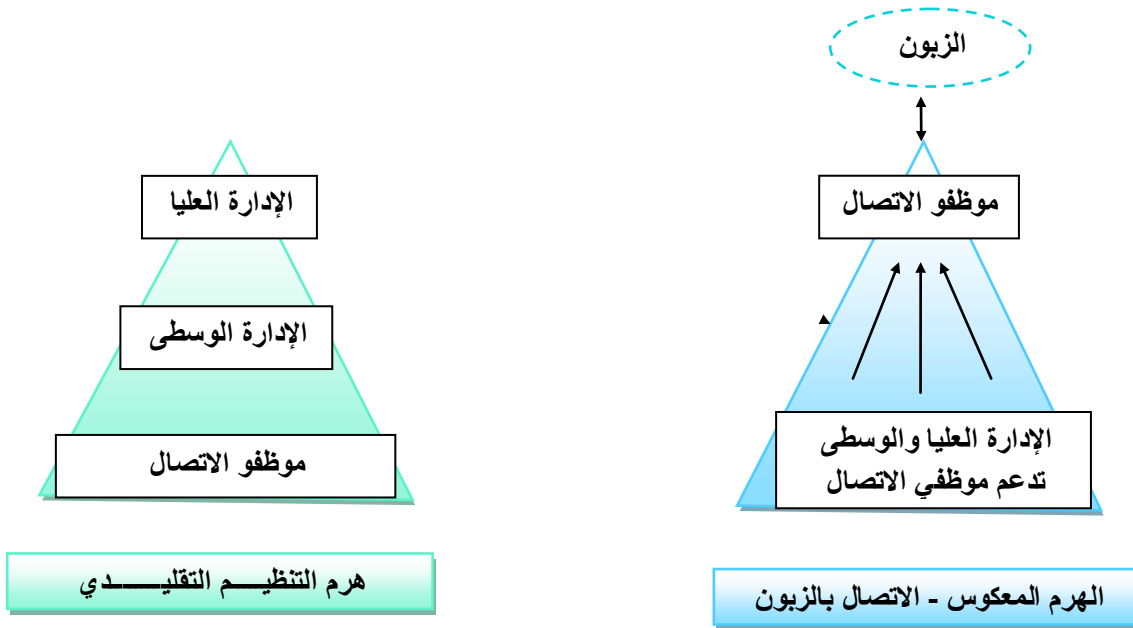 الزبون
موظفو الاتصال
الإدارة العليا والوسطى
تدعم موظفي الاتصال
الهرم المعكوس - الاتصال بالزبون
الإدارة العليا
الإدارة الوسطى
موظفو الاتصال
هرم التنظيـــم التقليـــــدي